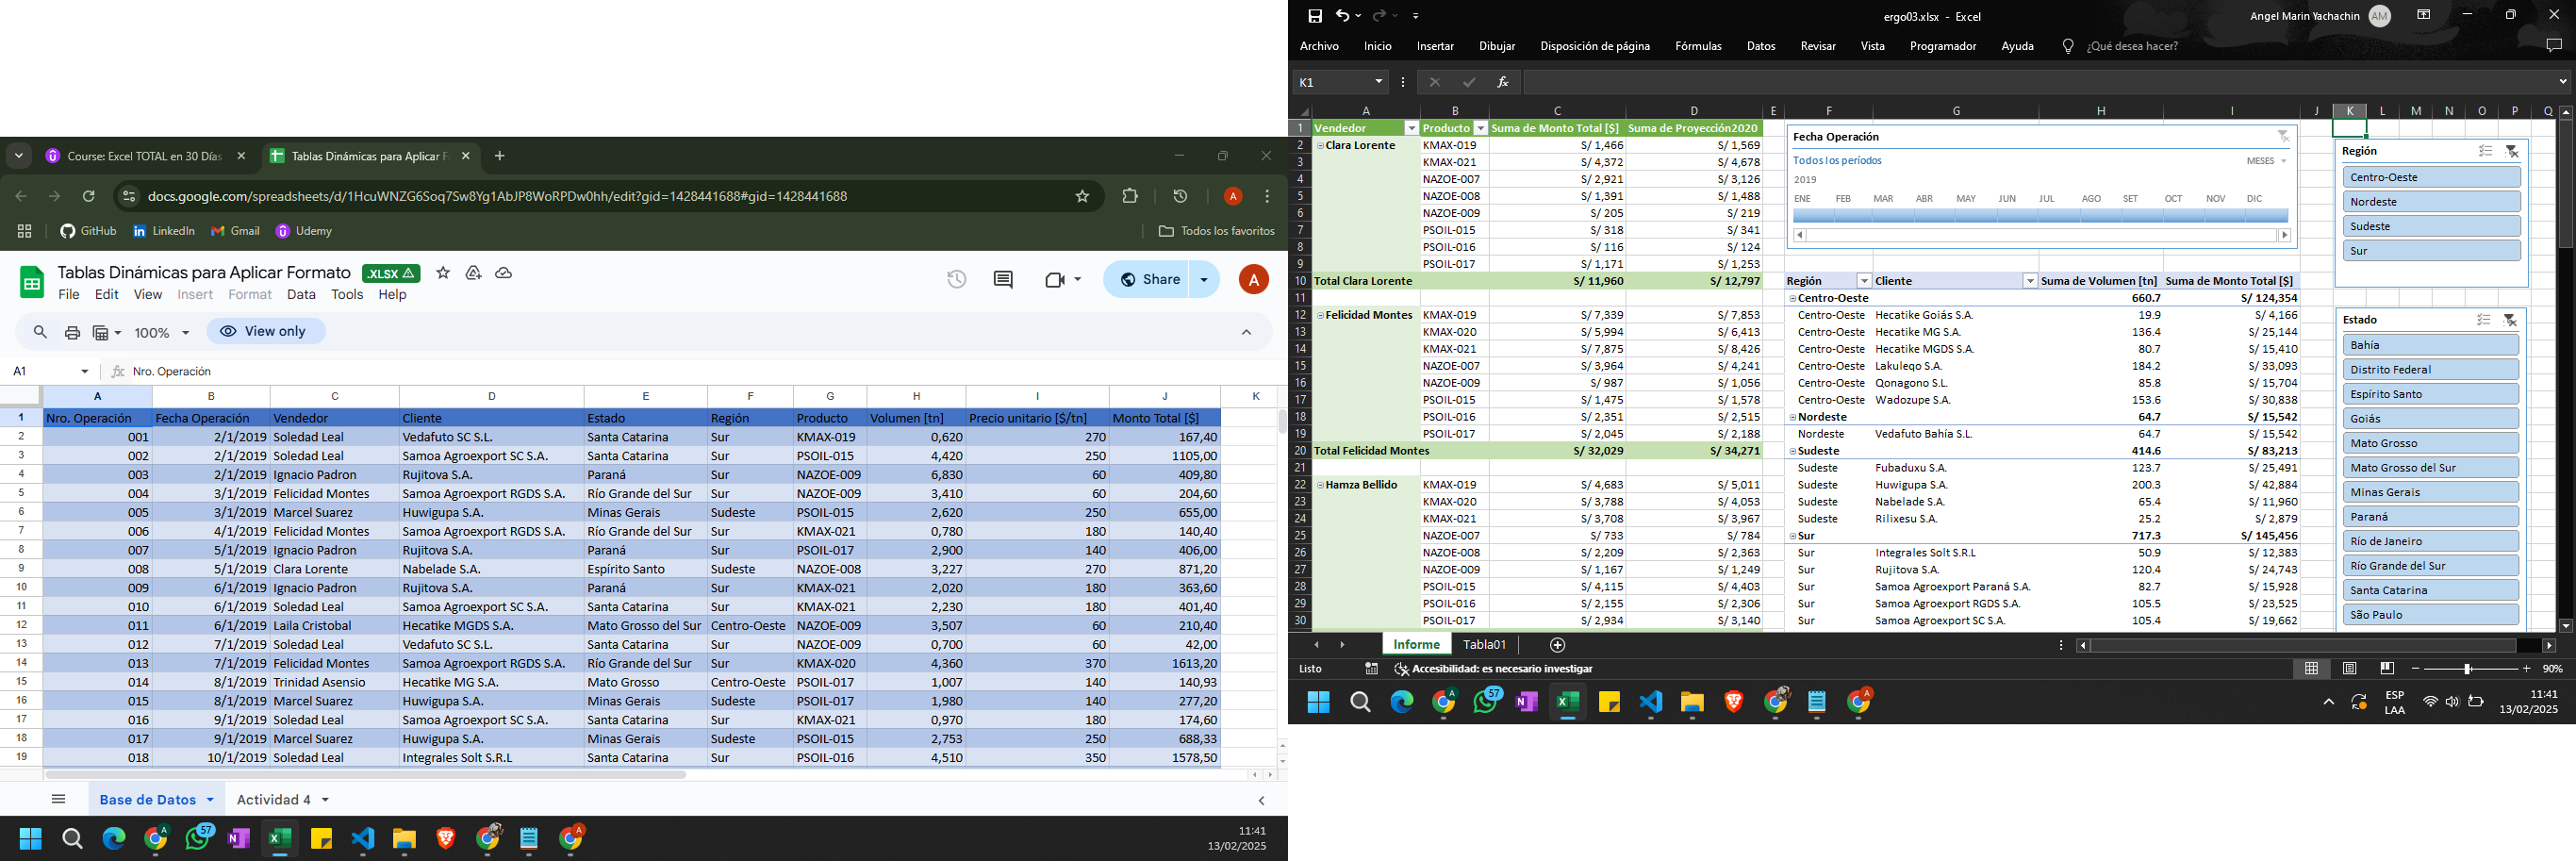 Course: Excel TOTAL en 30 Días
Tablas Dinámicas para Aplicar F
docs.google.com/spreadsheets/d/1HcuWNZG6Soq7Sw8Yg1AbJP8WoRPDw0hh/edit?gid=1428441688#gid=1428441688
GitHub LinkedIn Gmail Udemy Todos los favoritos
Tablas Dinámicas para Aplicar Formato .XLSX
File Edit View Insert Format Data Tools Help
Share A
100% View only
A1 fx Nro. Operación
A B C D E F G H I J K
1 Nro. Operación Fecha Operación Vendedor Cliente Estado Región Producto Volumen [tn] Precio unitario [$/tn] Monto Total [$]
2 001 2/1/2019 Soledad Leal Vedafuto SC S.L. Santa Catarina Sur KMAX-019 0,620 270 167,40
3 002 2/1/2019 Soledad Leal Samoa Agroexport SC S.A. Santa Catarina Sur PSOIL-015 4,420 250 1105,00
4 003 2/1/2019 Ignacio Padron Rujitova S.A. Paraná Sur NAZOE-009 6,830 60 409,80
5 004 3/1/2019 Felicidad Montes Samoa Agroexport RGDS S.A. Río Grande del Sur Sur NAZOE-009 3,410 60 204,60
6 005 3/1/2019 Marcel Suarez Huwigupa S.A. Minas Gerais Sudeste PSOIL-015 2,620 250 655,00
7 006 4/1/2019 Felicidad Montes Samoa Agroexport RGDS S.A. Río Grande del Sur Sur KMAX-021 0,780 180 140,40
8 007 5/1/2019 Ignacio Padron Rujitova S.A. Paraná Sur PSOIL-017 2,900 140 406,00
9 008 5/1/2019 Clara Lorente Nabelade S.A. Espírito Santo Sudeste NAZOE-008 3,227 270 871,20
10 009 6/1/2019 Ignacio Padron Rujitova S.A. Paraná Sur KMAX-021 2,020 180 363,60
11 010 6/1/2019 Soledad Leal Samoa Agroexport SC S.A. Santa Catarina Sur KMAX-021 2,230 180 401,40
12 011 6/1/2019 Laila Cristobal Hecatike MGDS S.A. Mato Grosso del Sur Centro-Oeste NAZOE-009 3,507 60 210,40
13 012 7/1/2019 Soledad Leal Vedafuto SC S.L. Santa Catarina Sur NAZOE-009 0,700 60 42,00
14 013 7/1/2019 Felicidad Montes Samoa Agroexport RGDS S.A. Río Grande del Sur Sur KMAX-020 4,360 370 1613,20
15 014 8/1/2019 Trinidad Asensio Hecatike MG S.A. Mato Grosso Centro-Oeste PSOIL-017 1,007 140 140,93
16 015 8/1/2019 Marcel Suarez Huwigupa S.A. Minas Gerais Sudeste PSOIL-017 1,980 140 277,20
17 016 9/1/2019 Soledad Leal Samoa Agroexport SC S.A. Santa Catarina Sur KMAX-021 0,970 180 174,60
18 017 9/1/2019 Marcel Suarez Huwigupa S.A. Minas Gerais Sudeste PSOIL-015 2,753 250 688,33
19 018 10/1/2019 Soledad Leal Integrales Solt S.R.L Santa Catarina Sur PSOIL-016 4,510 350 1578,50
Base de Datos Actividad 4
57 11:41
13/02/2025
ergo03.xlsx - Excel Angel Marin Yachachin AM
Archivo Inicio Insertar Dibujar Disposición de página Fórmulas Datos Revisar Vista Programador Ayuda ¿Qué desea hacer?
K1 fx
A B C D E F G H I J K L M N O P Q
1 Vendedor Producto Suma de Monto Total [$] Suma de Proyección2020
2 Clara Lorente KMAX-019 S/ 1,466 S/ 1,569
3 KMAX-021 S/ 4,372 S/ 4,678
4 NAZOE-007 S/ 2,921 S/ 3,126
5 NAZOE-008 S/ 1,391 S/ 1,488
6 NAZOE-009 S/ 205 S/ 219
7 PSOIL-015 S/ 318 S/ 341
8 PSOIL-016 S/ 116 S/ 124
9 PSOIL-017 S/ 1,171 S/ 1,253
10 Total Clara Lorente S/ 11,960 S/ 12,797
11
12 Felicidad Montes KMAX-019 S/ 7,339 S/ 7,853
13 KMAX-020 S/ 5,994 S/ 6,413
14 KMAX-021 S/ 7,875 S/ 8,426
15 NAZOE-007 S/ 3,964 S/ 4,241
16 NAZOE-009 S/ 987 S/ 1,056
17 PSOIL-015 S/ 1,475 S/ 1,578
18 PSOIL-016 S/ 2,351 S/ 2,515
19 PSOIL-017 S/ 2,045 S/ 2,188
20 Total Felicidad Montes S/ 32,029 S/ 34,271
21
22 Hamza Bellido KMAX-019 S/ 4,683 S/ 5,011
23 KMAX-020 S/ 3,788 S/ 4,053
24 KMAX-021 S/ 3,708 S/ 3,967
25 NAZOE-007 S/ 733 S/ 784
26 NAZOE-008 S/ 2,209 S/ 2,363
27 NAZOE-009 S/ 1,167 S/ 1,249
28 PSOIL-015 S/ 4,115 S/ 4,403
29 PSOIL-016 S/ 2,155 S/ 2,306
30 PSOIL-017 S/ 2,934 S/ 3,140
Fecha Operación
Todos los períodos MESES
2019
ENE FEB MAR ABR MAY JUN JUL AGO SET OCT NOV DIC
Región Cliente Suma de Volumen [tn] Suma de Monto Total [$]
Centro-Oeste 660.7 S/ 124,354
Centro-Oeste Hecatike Goiás S.A. 19.9 S/ 4,166
Centro-Oeste Hecatike MG S.A. 136.4 S/ 25,144
Centro-Oeste Hecatike MGDS S.A. 80.7 S/ 15,410
Centro-Oeste Lakuleqo S.A. 184.2 S/ 33,093
Centro-Oeste Qonagono S.L. 85.8 S/ 15,704
Centro-Oeste Wadozupe S.A. 153.6 S/ 30,838
Nordeste 64.7 S/ 15,542
Nordeste Vedafuto Bahía S.L. 64.7 S/ 15,542
Sudeste 414.6 S/ 83,213
Sudeste Fubaduxu S.A. 123.7 S/ 25,491
Sudeste Huwigupa S.A. 200.3 S/ 42,884
Sudeste Nabelade S.A. 65.4 S/ 11,960
Sudeste Rilixesu S.A. 25.2 S/ 2,879
Sur 717.3 S/ 145,456
Sur Integrales Solt S.R.L 50.9 S/ 12,383
Sur Rujitova S.A. 120.4 S/ 24,743
Sur Samoa Agroexport Paraná S.A. 82.7 S/ 15,928
Sur Samoa Agroexport RGDS S.A. 105.5 S/ 23,525
Sur Samoa Agroexport SC S.A. 105.4 S/ 19,662
Región
Centro-Oeste
Nordeste
Sudeste
Sur
Estado
Bahía
Distrito Federal
Espírito Santo
Goiás
Mato Grosso
Mato Grosso del Sur
Minas Gerais
Paraná
Río de Janeiro
Río Grande del Sur
Santa Catarina
São Paulo
Informe Tabla01
Listo Accesibilidad: es necesario investigar 90%
57 ESP
LAA 11:41
13/02/2025